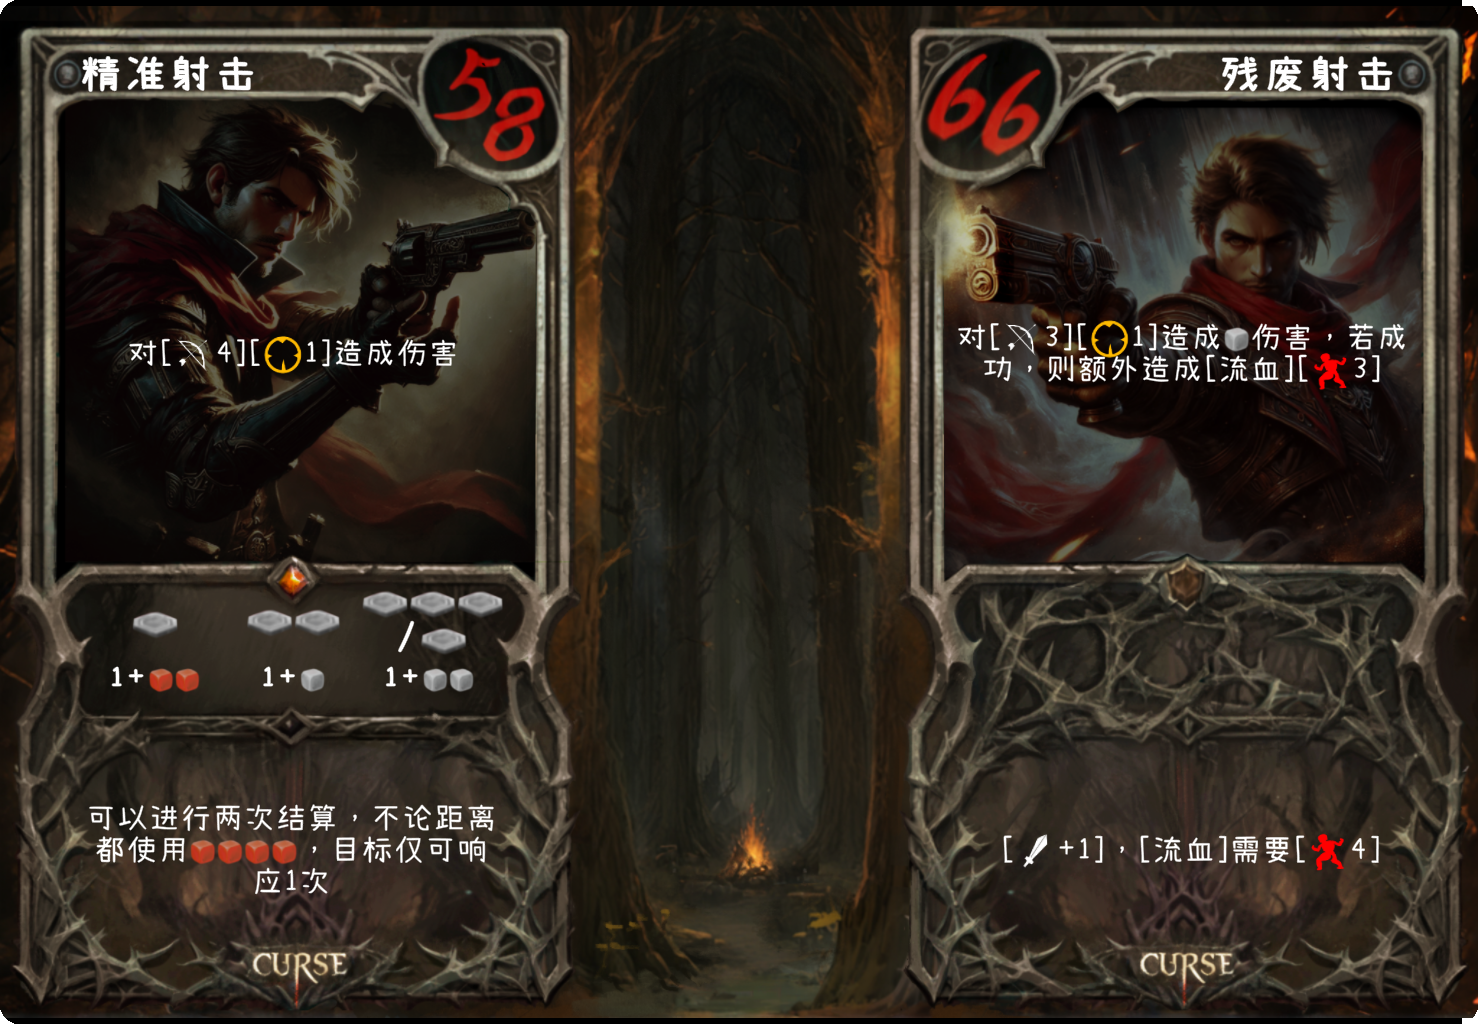 精准射击
58
对[4][1]造成伤害
/
1+
1+
1+
可以进行两次结算，不论距离
都使用，目标仅可响
应1次
CURSE
66
残废射击
对[3][1]造成伤害，若成
功，则额外造成[流血][3]
[+1]，[流血]需要[4]
CURSE